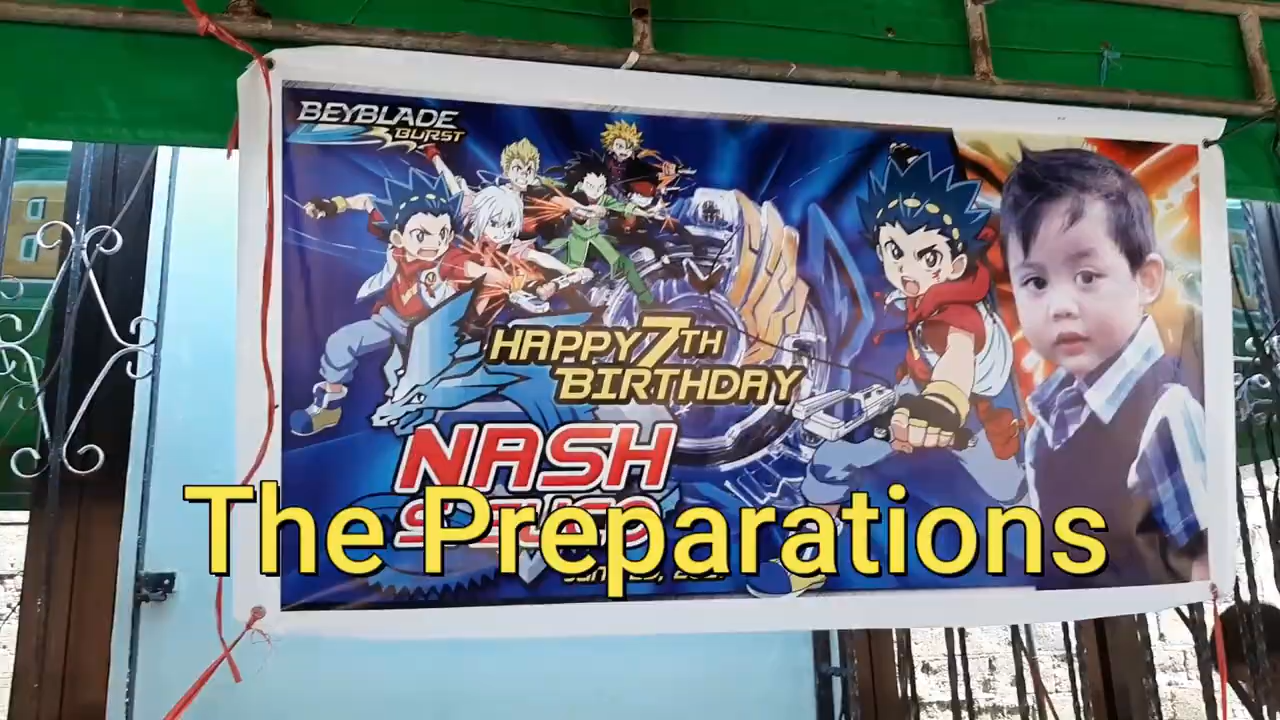 BEYBLADE
BURST
HAPPY 7TH
BIRTHDAY
NASH
The Preparations